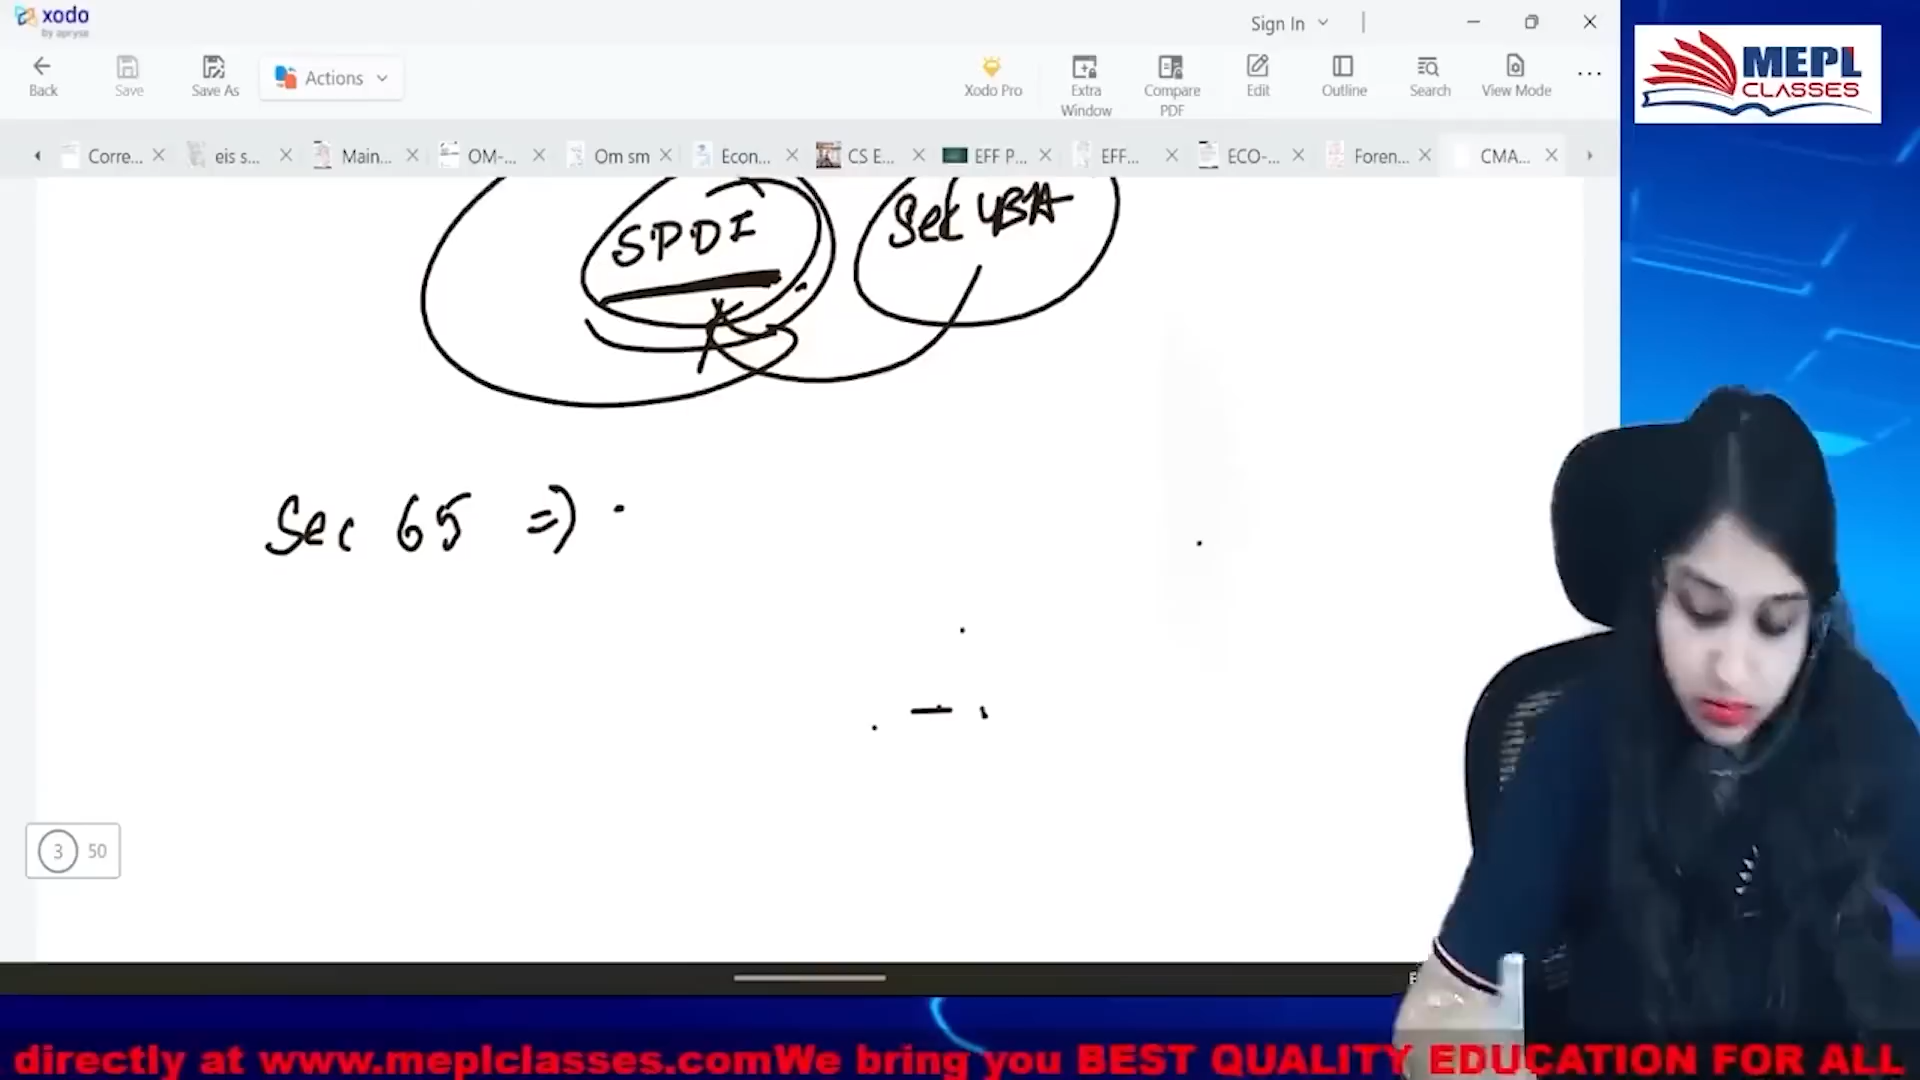 xodo
by apryse
Sign In
Back
Save
Save As
Actions
Xodo Pro
Extra Window
Compare PDF
Edit
Outline
Search
View Mode
Corre...
eis s...
Main...
OM-...
Om sm
Econ...
CS E...
EFF P...
EFF...
ECO-...
Foren...
CMA...
MEPL
CLASSES
SPDI
Sec 43A
Sec 65 =>
3 50
directly at www.meplclasses.comWe bring you BEST QUALITY EDUCATION FOR ALL